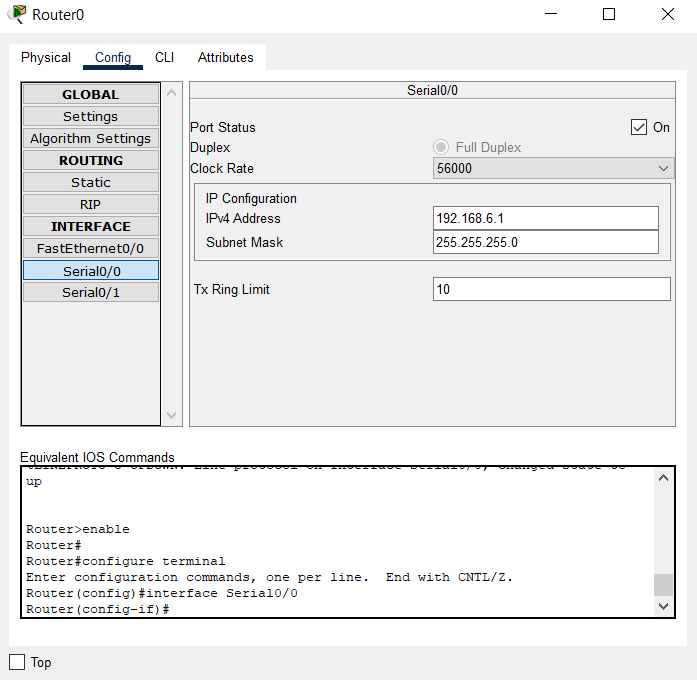 Router0
Physical Config CLI Attributes
GLOBAL
Settings
Algorithm Settings
ROUTING
Static
RIP
INTERFACE
FastEthernet0/0
Serial0/0
Serial0/1
Serial0/0
Port Status On
Duplex Full Duplex
Clock Rate 56000
IP Configuration
IPv4 Address 192.168.6.1
Subnet Mask 255.255.255.0
Tx Ring Limit 10
Equivalent IOS Commands
up
Router>enable
Router#
Router#configure terminal
Enter configuration commands, one per line. End with CNTL/Z.
Router(config)#interface Serial0/0
Router(config-if)#
Top